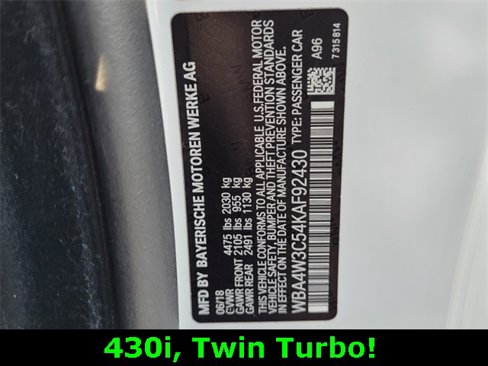 MFD BY BAYERISCHE MOTOREN WERKE AG
06/18
GVWR 4475 lbs 2030 kg
GAWR FRONT 2105 lbs 955 kg
GAWR REAR 2491 lbs 1130 kg
THIS VEHICLE CONFORMS TO ALL APPLICABLE U.S. FEDERAL MOTOR
VEHICLE SAFETY, BUMPER AND THEFT PREVENTION STANDARDS
IN EFFECT ON THE DATE OF MANUFACTURE SHOWN ABOVE.
WBA4W3C54KAF92430 TYPE: PASSENGER CAR
A96
7 315 814
430i, Twin Turbo!